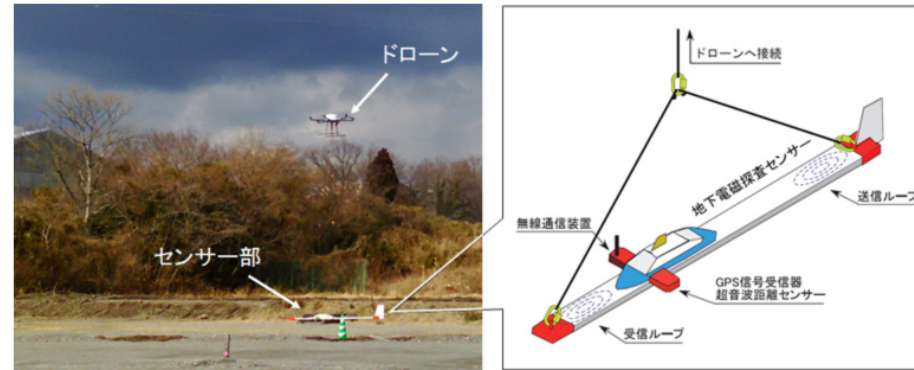 ドローン
センサー部
ドローンへ接続
地下電磁探査センサー
送信ループ
無線通信装置
GPS信号受信器
超音波距離センサー
受信ループ